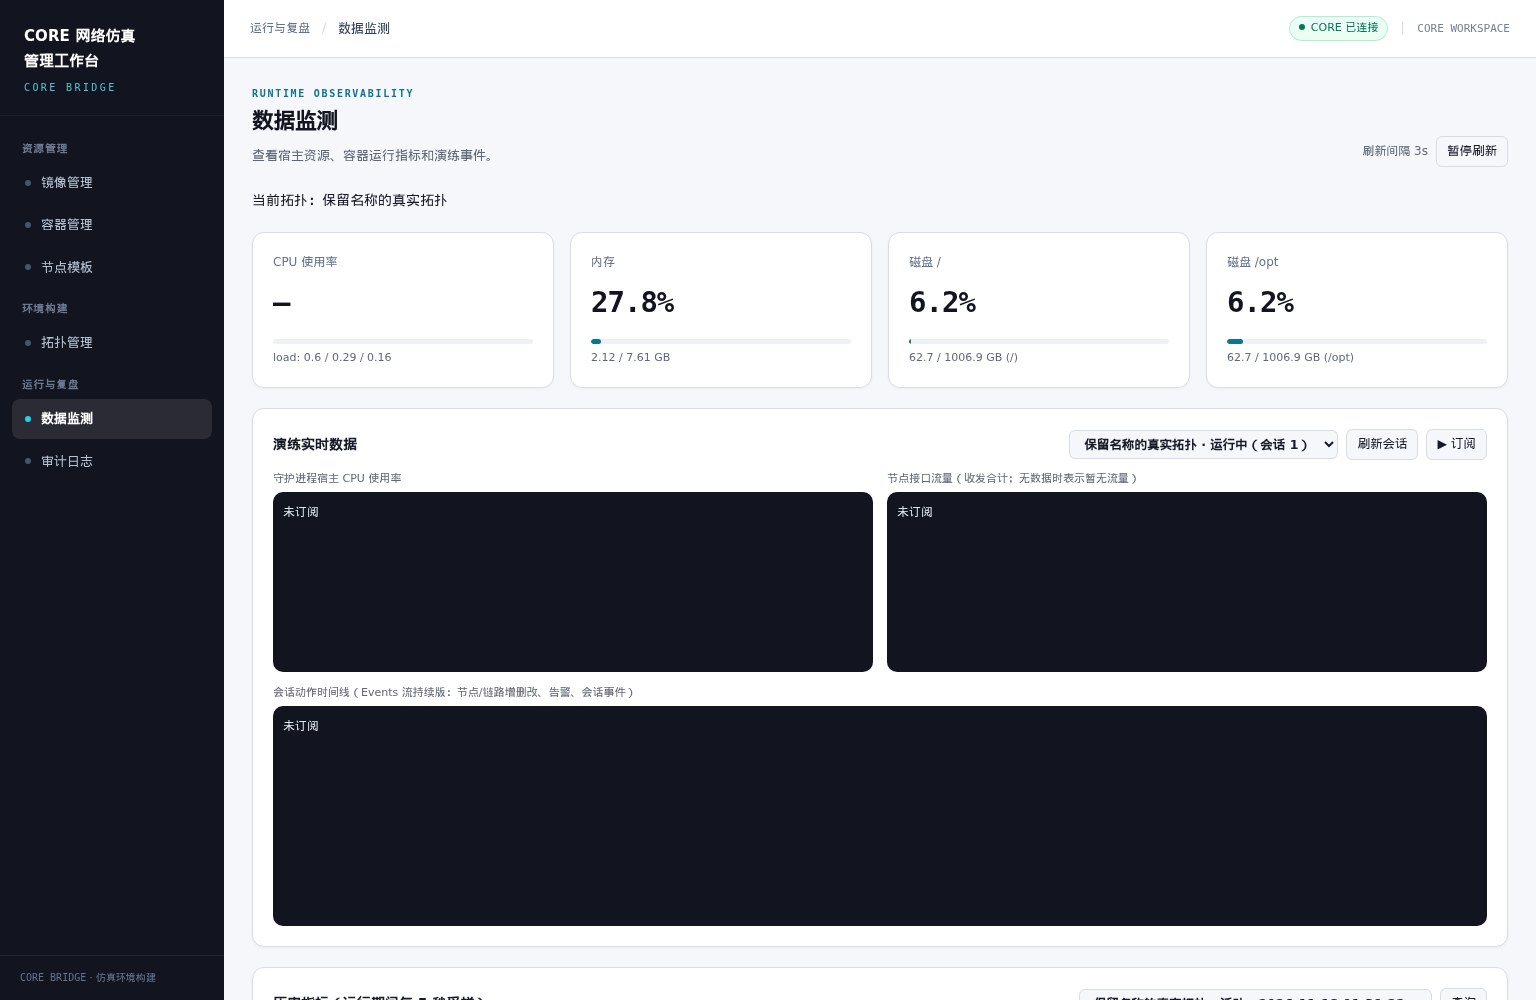 CORE 网络仿真
管理工作台
CORE BRIDGE
资源管理
镜像管理
容器管理
节点模板
环境构建
拓扑管理
运行与复盘
数据监测
审计日志
CORE BRIDGE · 仿真环境构建
运行与复盘 / 数据监测
CORE 已连接
CORE WORKSPACE
RUNTIME OBSERVABILITY
数据监测
查看宿主资源、容器运行指标和演练事件。
刷新间隔 3s
暂停刷新
当前拓扑: 保留名称的真实拓扑
CPU 使用率
—
load: 0.6 / 0.29 / 0.16
内存
27.8%
2.12 / 7.61 GB
磁盘 /
6.2%
62.7 / 1006.9 GB (/)
磁盘 /opt
6.2%
62.7 / 1006.9 GB (/opt)
演练实时数据
保留名称的真实拓扑 · 运行中（会话 1）
刷新会话
▶ 订阅
守护进程宿主 CPU 使用率
未订阅
节点接口流量（收发合计；无数据时表示暂无流量）
未订阅
会话动作时间线（Events 流持续版：节点/链路增删改、告警、会话事件）
未订阅